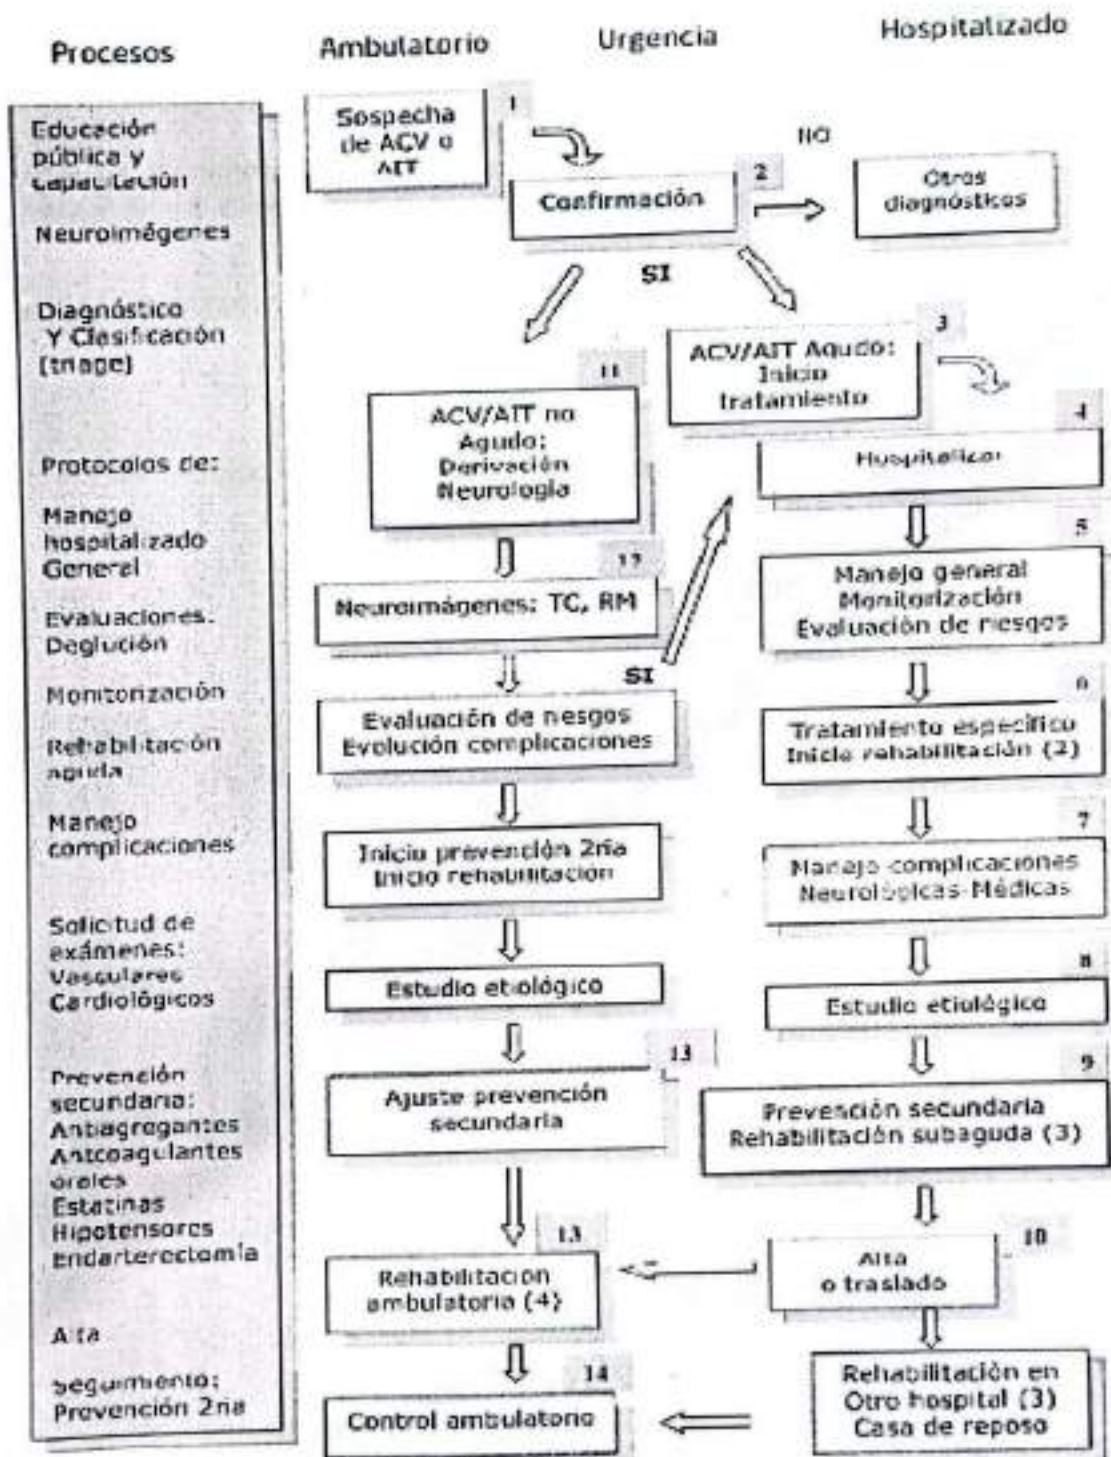 Procesos
Ambulatorio
Urgencia
Hospitalizado
Educación
pública y
capacitación
Neuroimágenes
Diagnóstico
Y Clasificación
(triage)
Protocolos de:
Manejo
hospitalizado
General
Evaluaciones.
Deglución
Monitorización
Rehabilitación
aguda
Manejo
complicaciones
Solicitud de
exámenes:
Vasculares
Cardiológicos
Prevención
secundaria:
Antiagregantes
Antcoagulantes
orales
Estatinas
Hipotensores
Endarterectomía
Alta
Seguimiento:
Prevención 2ria
1
Sospecha
de ACV o
AIT
2
Confirmación
NO
Otros
diagnósticos
SI
3
ACV/AIT Agudo:
Inicio
tratamiento
11
ACV/AIT no
Agudo:
Derivación
Neurología
4
Hospitalizar
12
Neuroimágenes: TC, RM
5
Manejo general
Monitorización
Evaluación de riesgos
SI
Evaluación de riesgos
Evolución complicaciones
6
Tratamiento específico
Inicio rehabilitación (2)
Inicio prevención 2ria
Inicio rehabilitación
7
Manejo complicaciones
Neurológicas-Médicas
Estudio etiológico
8
Estudio etiológico
13
Ajuste prevención
secundaria
9
Prevención secundaria
Rehabilitación subaguda (3)
13
Rehabilitación
ambulatoria (4)
10
Alta
o traslado
14
Control ambulatorio
Rehabilitación en
Otro hospital (3)
Casa de reposo